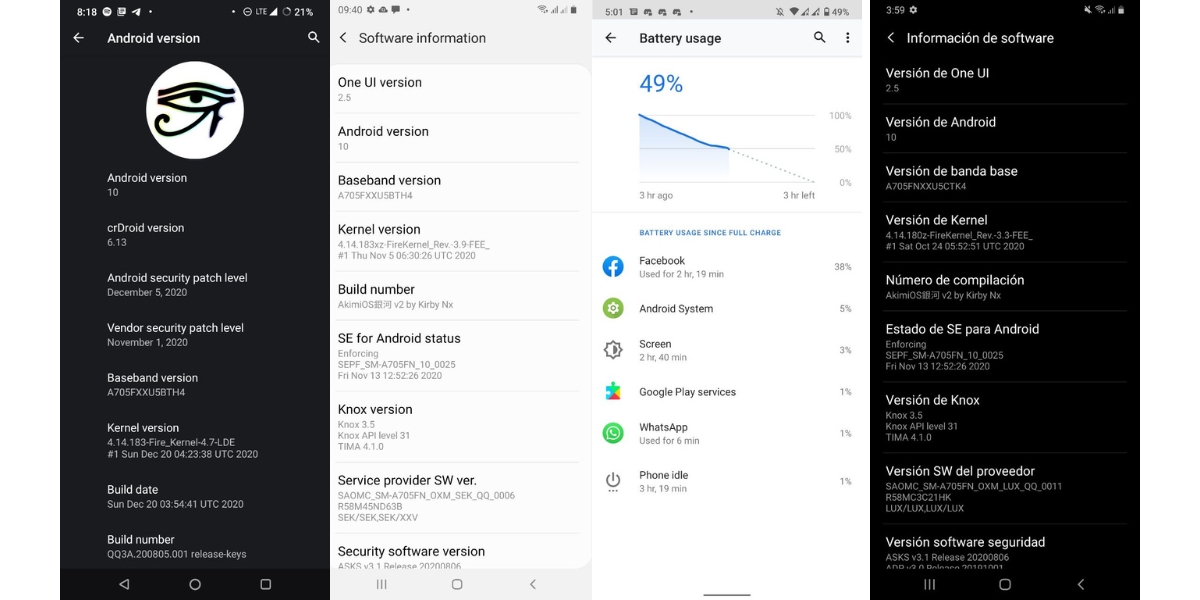 8:18
LTE
21%
Android version
Android version
10
crDroid version
6.13
Android security patch level
December 5, 2020
Vendor security patch level
November 1, 2020
Baseband version
A705FXXU5BTH4
Kernel version
4.14.183-Fire_Kernel-4.7-LDE
#1 Sun Dec 20 04:23:38 UTC 2020
Build date
Sun Dec 20 03:54:41 UTC 2020
Build number
QQ3A.200805.001 release-keys
09:40
Software information
One UI version
2.5
Android version
10
Baseband version
A705FXXU5BTH4
Kernel version
4.14.183xz-FireKernel_Rev.-3.9-FEE_
#1 Thu Nov 5 06:30:26 UTC 2020
Build number
AkimiOS銀河 v2 by Kirby Nx
SE for Android status
Enforcing
SEPF_SM-A705FN_10_0025
Fri Nov 13 12:52:26 2020
Knox version
Knox 3.5
Knox API level 31
TIMA 4.1.0
Service provider SW ver.
SAOMC_SM-A705FN_OXM_SEK_QQ_0006
R58M45ND63B
SEK/SEK,SEK/XXV
Security software version
ASKS v3.1 Release 20200806
5:01
49%
Battery usage
49%
100%
50%
0%
3 hr ago
3 hr left
BATTERY USAGE SINCE FULL CHARGE
Facebook
Used for 2 hr, 19 min
38%
Android System
5%
Screen
2 hr, 40 min
3%
Google Play services
1%
WhatsApp
Used for 6 min
1%
Phone idle
3 hr, 19 min
1%
3:59
Información de software
Versión de One UI
2.5
Versión de Android
10
Versión de banda base
A705FNXXU5CTK4
Versión de Kernel
4.14.180z-FireKernel_Rev.-3.3-FEE_
#1 Sat Oct 24 05:52:51 UTC 2020
Número de compilación
AkimiOS銀河 v2 by Kirby Nx
Estado de SE para Android
Enforcing
SEPF_SM-A705FN_10_0025
Fri Nov 13 12:52:26 2020
Versión de Knox
Knox 3.5
Knox API level 31
TIMA 4.1.0
Versión SW del proveedor
SAOMC_SM-A705FN_OXM_LUX_QQ_0011
R58MC3C21HK
LUX/LUX,LUX/LUX
Versión software seguridad
ASKS v3.1 Release 20200806
ADP v3.0 Release 20191001